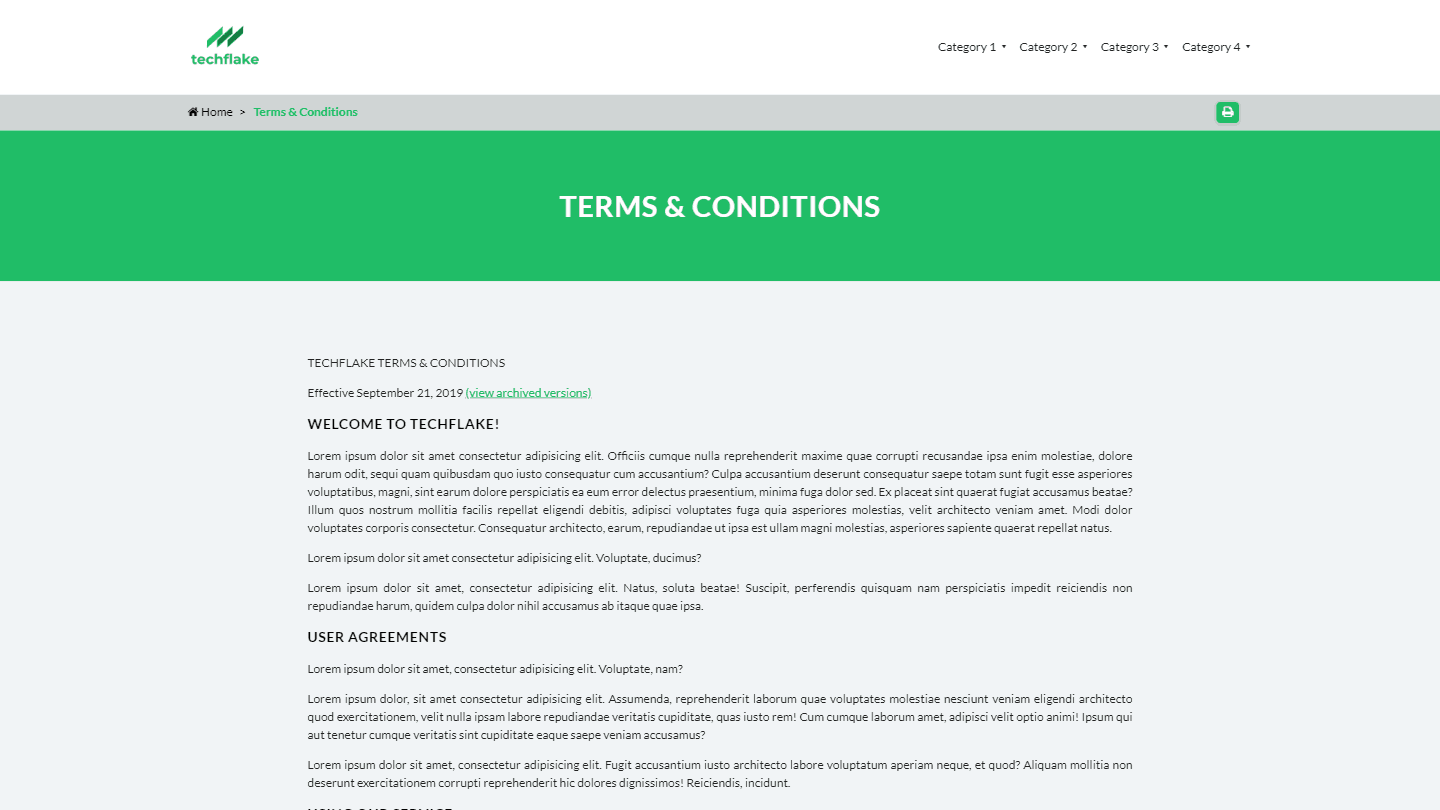 techflake
Category 1
Category 2
Category 3
Category 4
Home > Terms & Conditions
TERMS & CONDITIONS
TECHFLAKE TERMS & CONDITIONS
Effective September 21, 2019 (view archived versions)
WELCOME TO TECHFLAKE!
Lorem ipsum dolor sit amet consectetur adipisicing elit. Officiis cumque nulla reprehenderit maxime quae corrupti recusandae ipsa enim molestiae, dolore
harum odit, sequi quam quibusdam quo iusto consequatur cum accusantium? Culpa accusantium deserunt consequatur saepe totam sunt fugit esse asperiores
voluptatibus, magni, sint earum dolore perspiciatis ea eum error delectus praesentium, minima fuga dolor sed. Ex placeat sint quaerat fugiat accusamus beatae?
Illum quos nostrum mollitia facilis repellat eligendi debitis, adipisci voluptates fuga quia asperiores molestias, velit architecto veniam amet. Modi dolor
voluptates corporis consectetur. Consequatur architecto, earum, repudiandae ut ipsa est ullam magni molestias, asperiores sapiente quaerat repellat natus.
Lorem ipsum dolor sit amet consectetur adipisicing elit. Voluptate, ducimus?
Lorem ipsum dolor sit amet, consectetur adipisicing elit. Natus, soluta beatae! Suscipit, perferendis quisquam nam perspiciatis impedit reiciendis non
repudiandae harum, quidem culpa dolor nihil accusamus ab itaque quae ipsa.
USER AGREEMENTS
Lorem ipsum dolor sit amet, consectetur adipisicing elit. Voluptate, nam?
Lorem ipsum dolor, sit amet consectetur adipisicing elit. Assumenda, reprehenderit laborum quae voluptates molestiae nesciunt veniam eligendi architecto
quod exercitationem, velit nulla ipsam labore repudiandae veritatis cupiditate, quas iusto rem! Cum cumque laborum amet, adipisci velit optio animi! Ipsum qui
aut tenetur cumque veritatis sint cupiditate eaque saepe veniam accusamus?
Lorem ipsum dolor sit amet, consectetur adipisicing elit. Fugit accusantium iusto architecto labore voluptatum aperiam neque, et quod? Aliquam mollitia non
deserunt exercitationem corrupti reprehenderit hic dolores dignissimos! Reiciendis, incidunt.